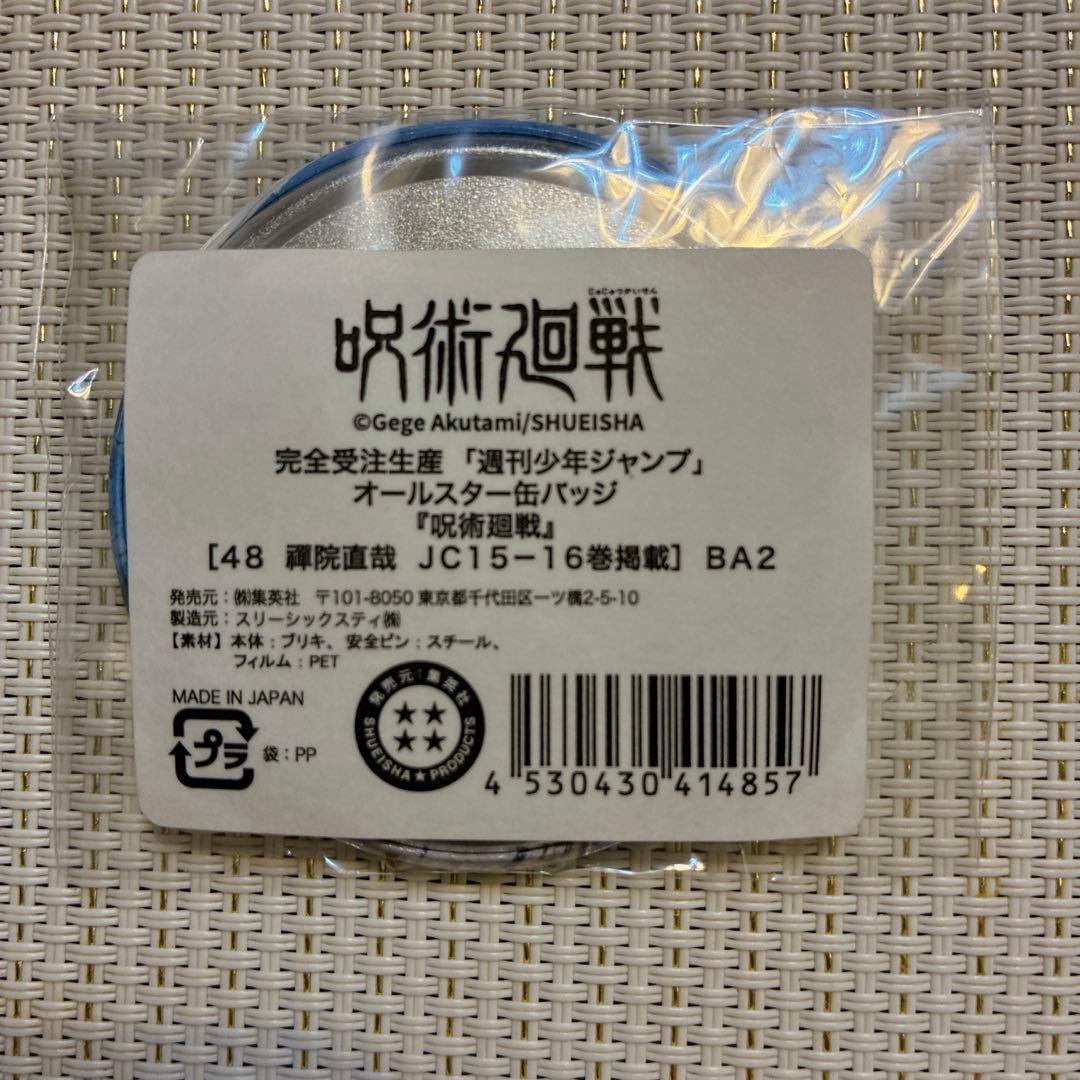 じゅじゅつかいせん
呪術廻戦
©Gege Akutami/SHUEISHA
完全受注生産 「週刊少年ジャンプ」
オールスター缶バッジ
『呪術廻戦』
[48 禪院直哉 JC15－16巻掲載] BA2
発売元：㈱集英社 〒101-8050 東京都千代田区一ツ橋2-5-10
製造元：スリーシックスティ㈱
【素材】本体：ブリキ、安全ピン：スチール、
フィルム：PET
MADE IN JAPAN
プラ
袋：PP
発売元：集英社
SHUEISHA★PRODUCTS
4 530430 414857